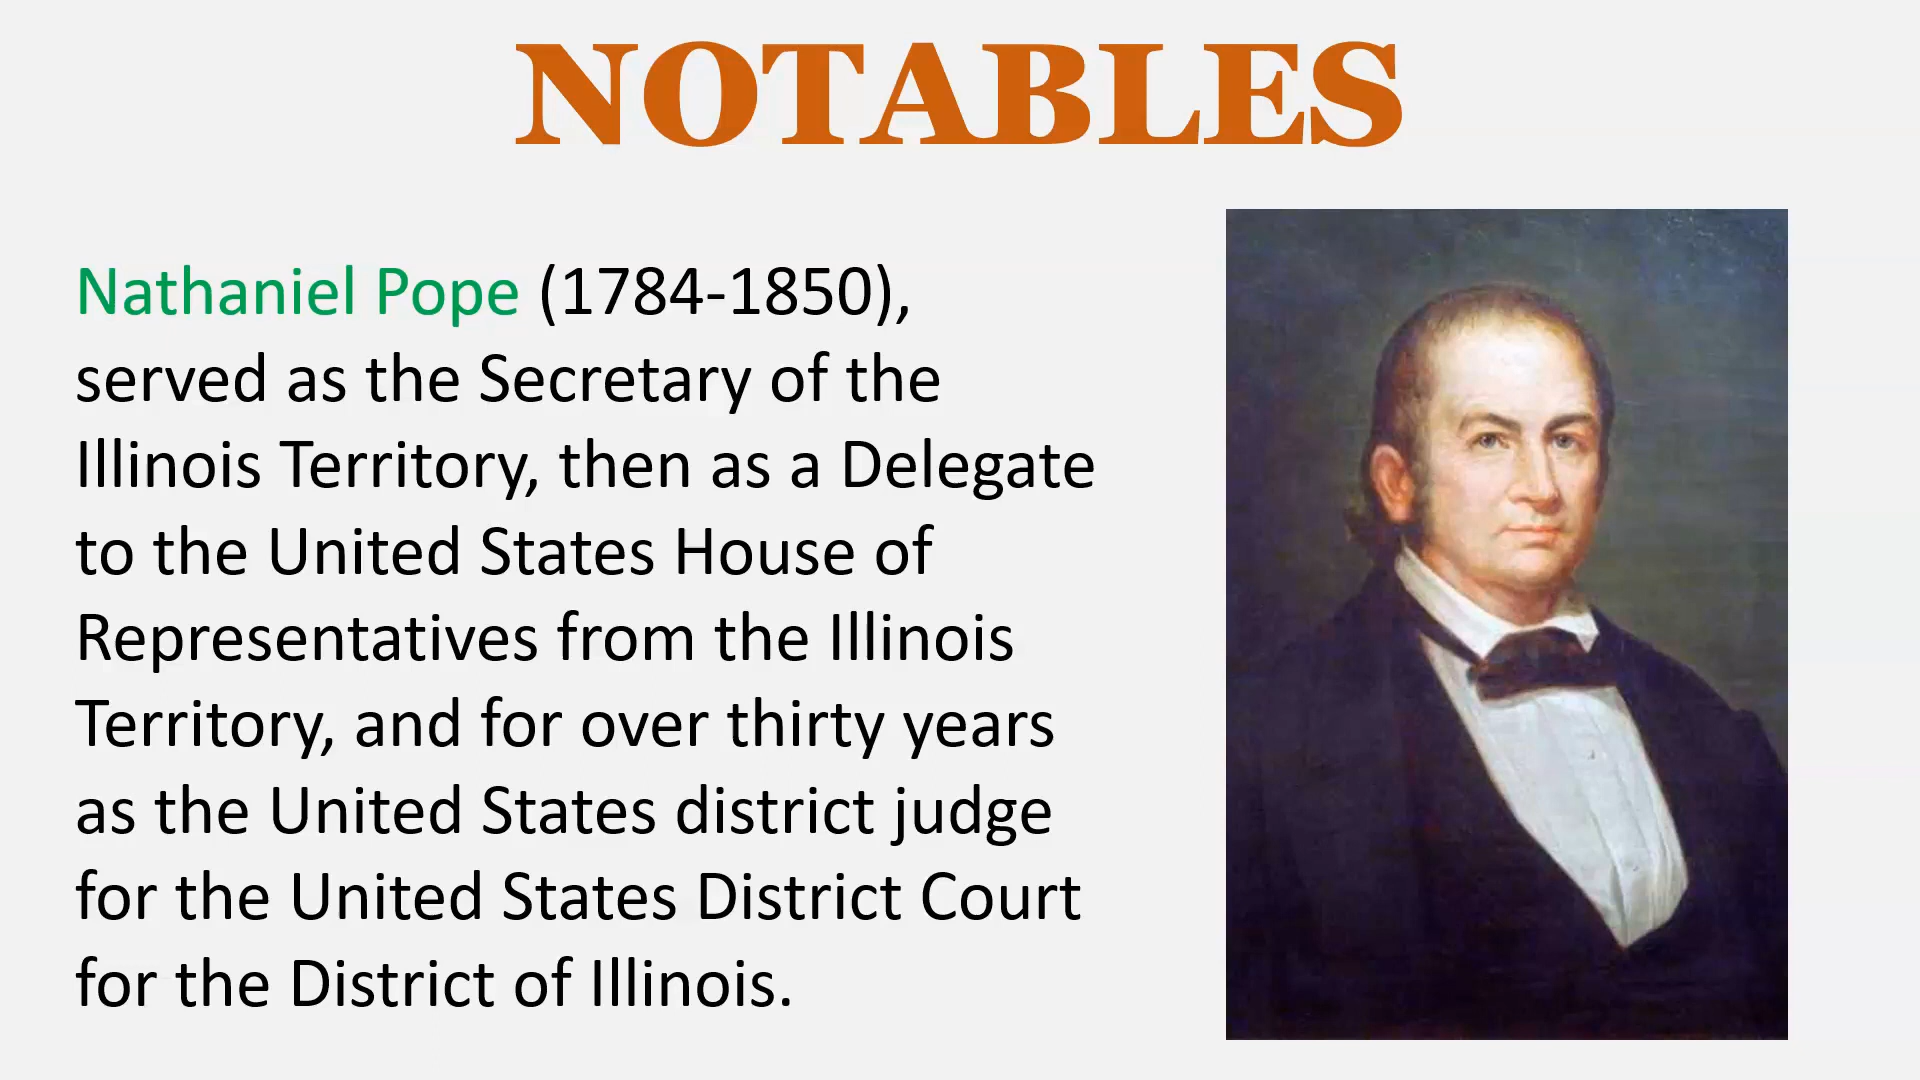 NOTABLES
Nathaniel Pope (1784-1850),
served as the Secretary of the
Illinois Territory, then as a Delegate
to the United States House of
Representatives from the Illinois
Territory, and for over thirty years
as the United States district judge
for the United States District Court
for the District of Illinois.